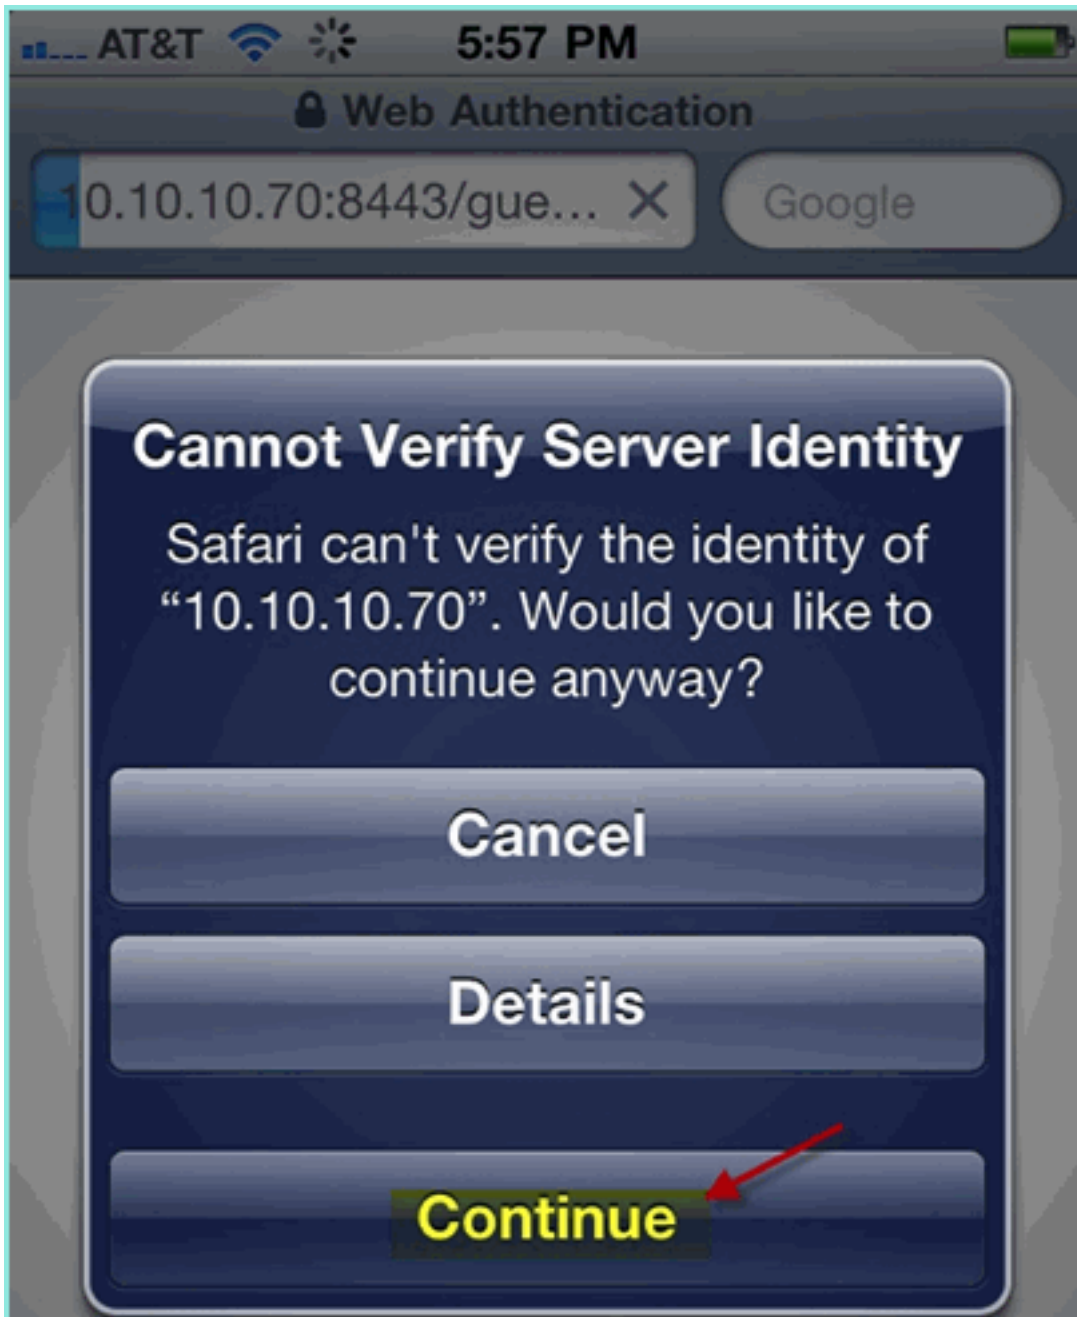 AT&T 5:57 PM
Web Authentication
10.10.10.70:8443/gue... Google
Cannot Verify Server Identity
Safari can't verify the identity of
“10.10.10.70”. Would you like to
continue anyway?
Cancel
Details
Continue